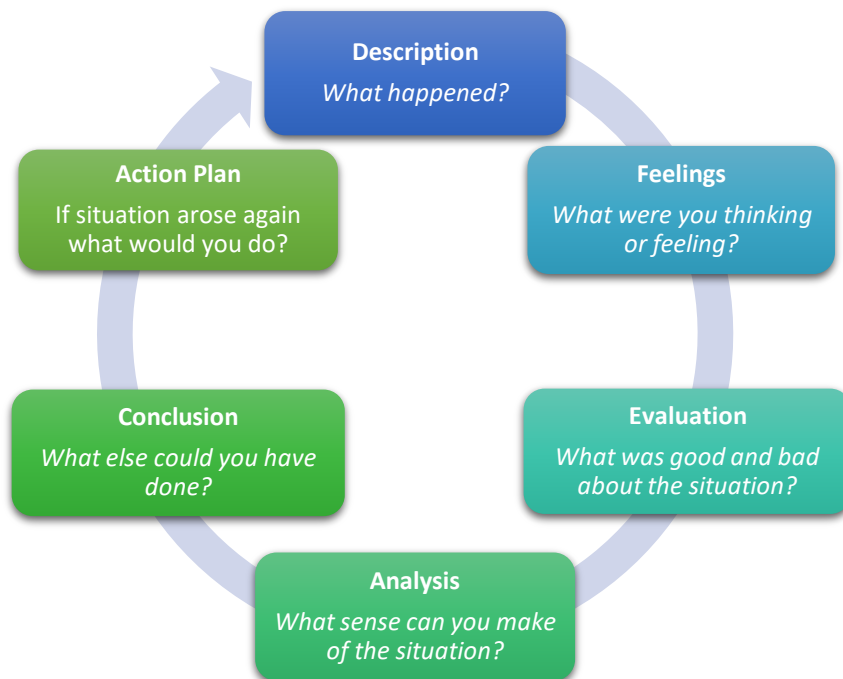 Description
What happened?
Feelings
What were you thinking
or feeling?
Evaluation
What was good and bad
about the situation?
Analysis
What sense can you make
of the situation?
Conclusion
What else could you have
done?
Action Plan
If situation arose again
what would you do?